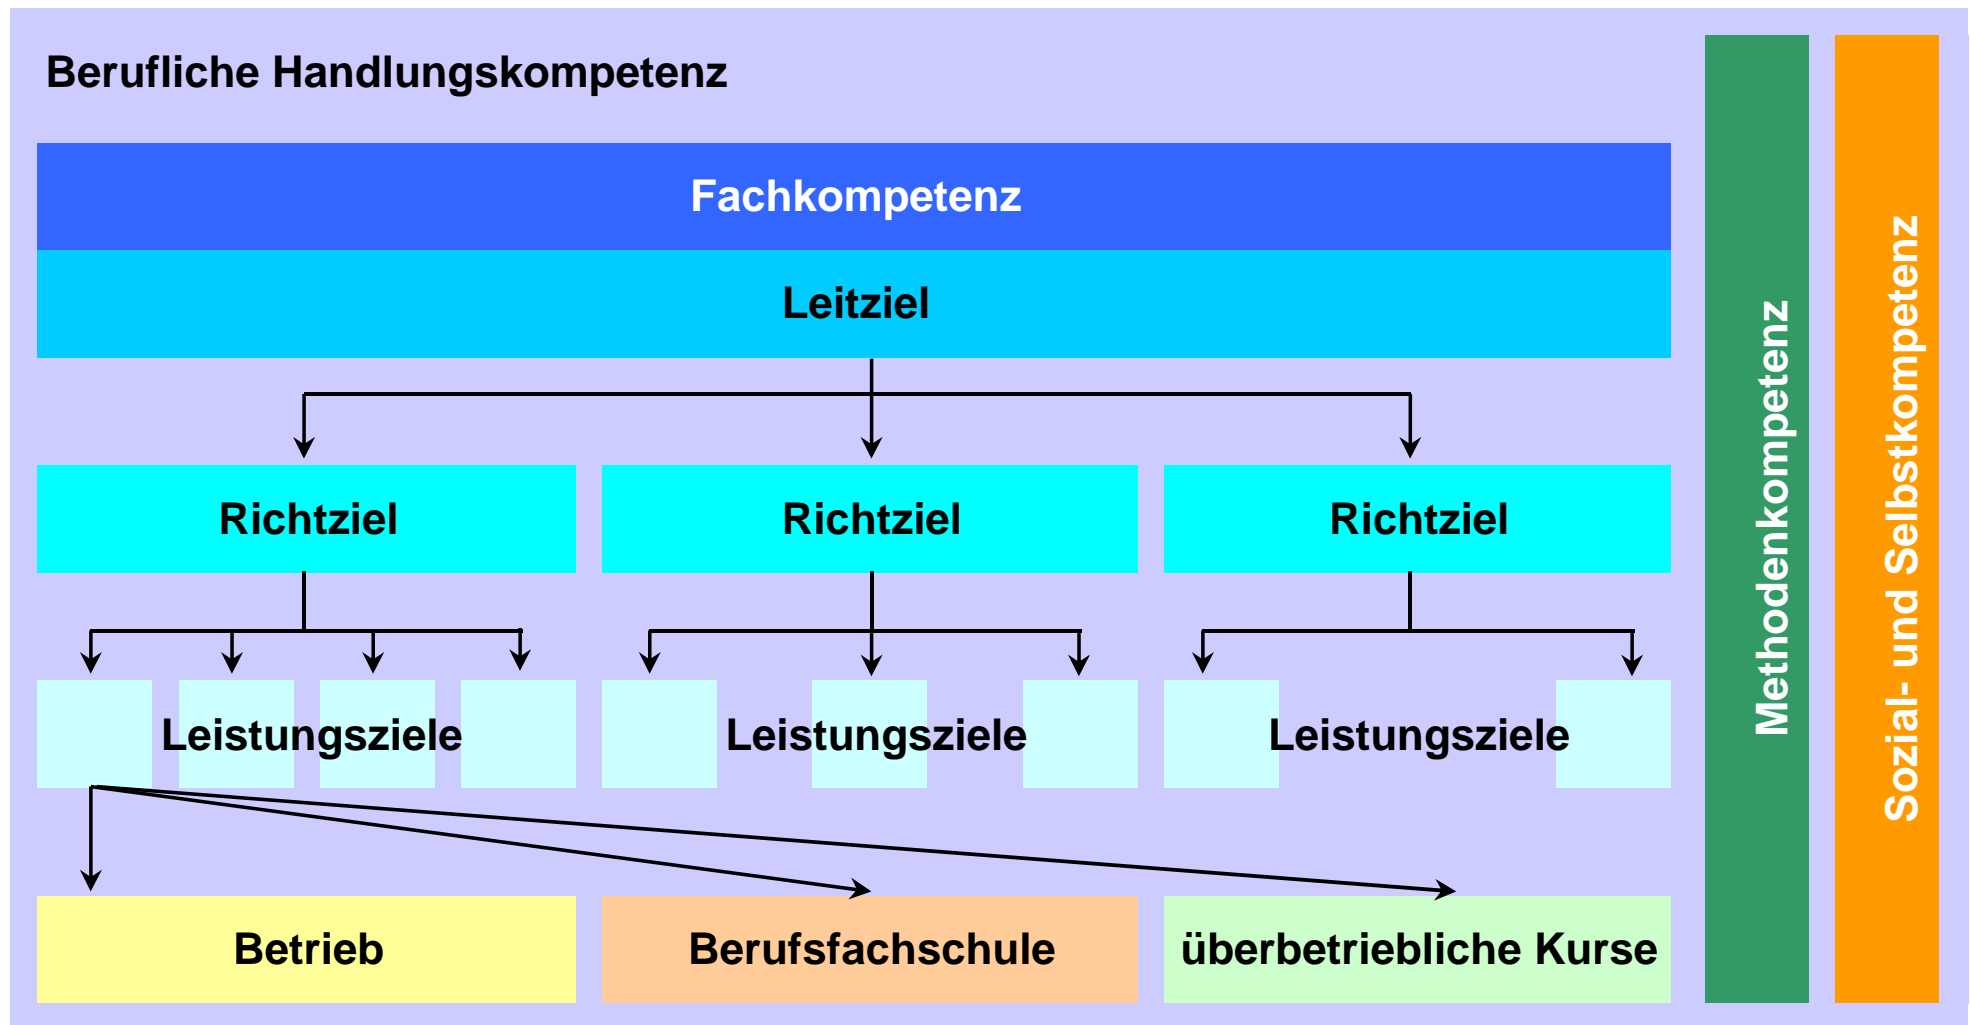 Berufliche Handlungskompetenz
Fachkompetenz
Leitziel
Richtziel
Richtziel
Richtziel
Leistungsziele
Leistungsziele
Leistungsziele
Betrieb
Berufsfachschule
überbetriebliche Kurse
Methodenkompetenz
Sozial- und Selbstkompetenz